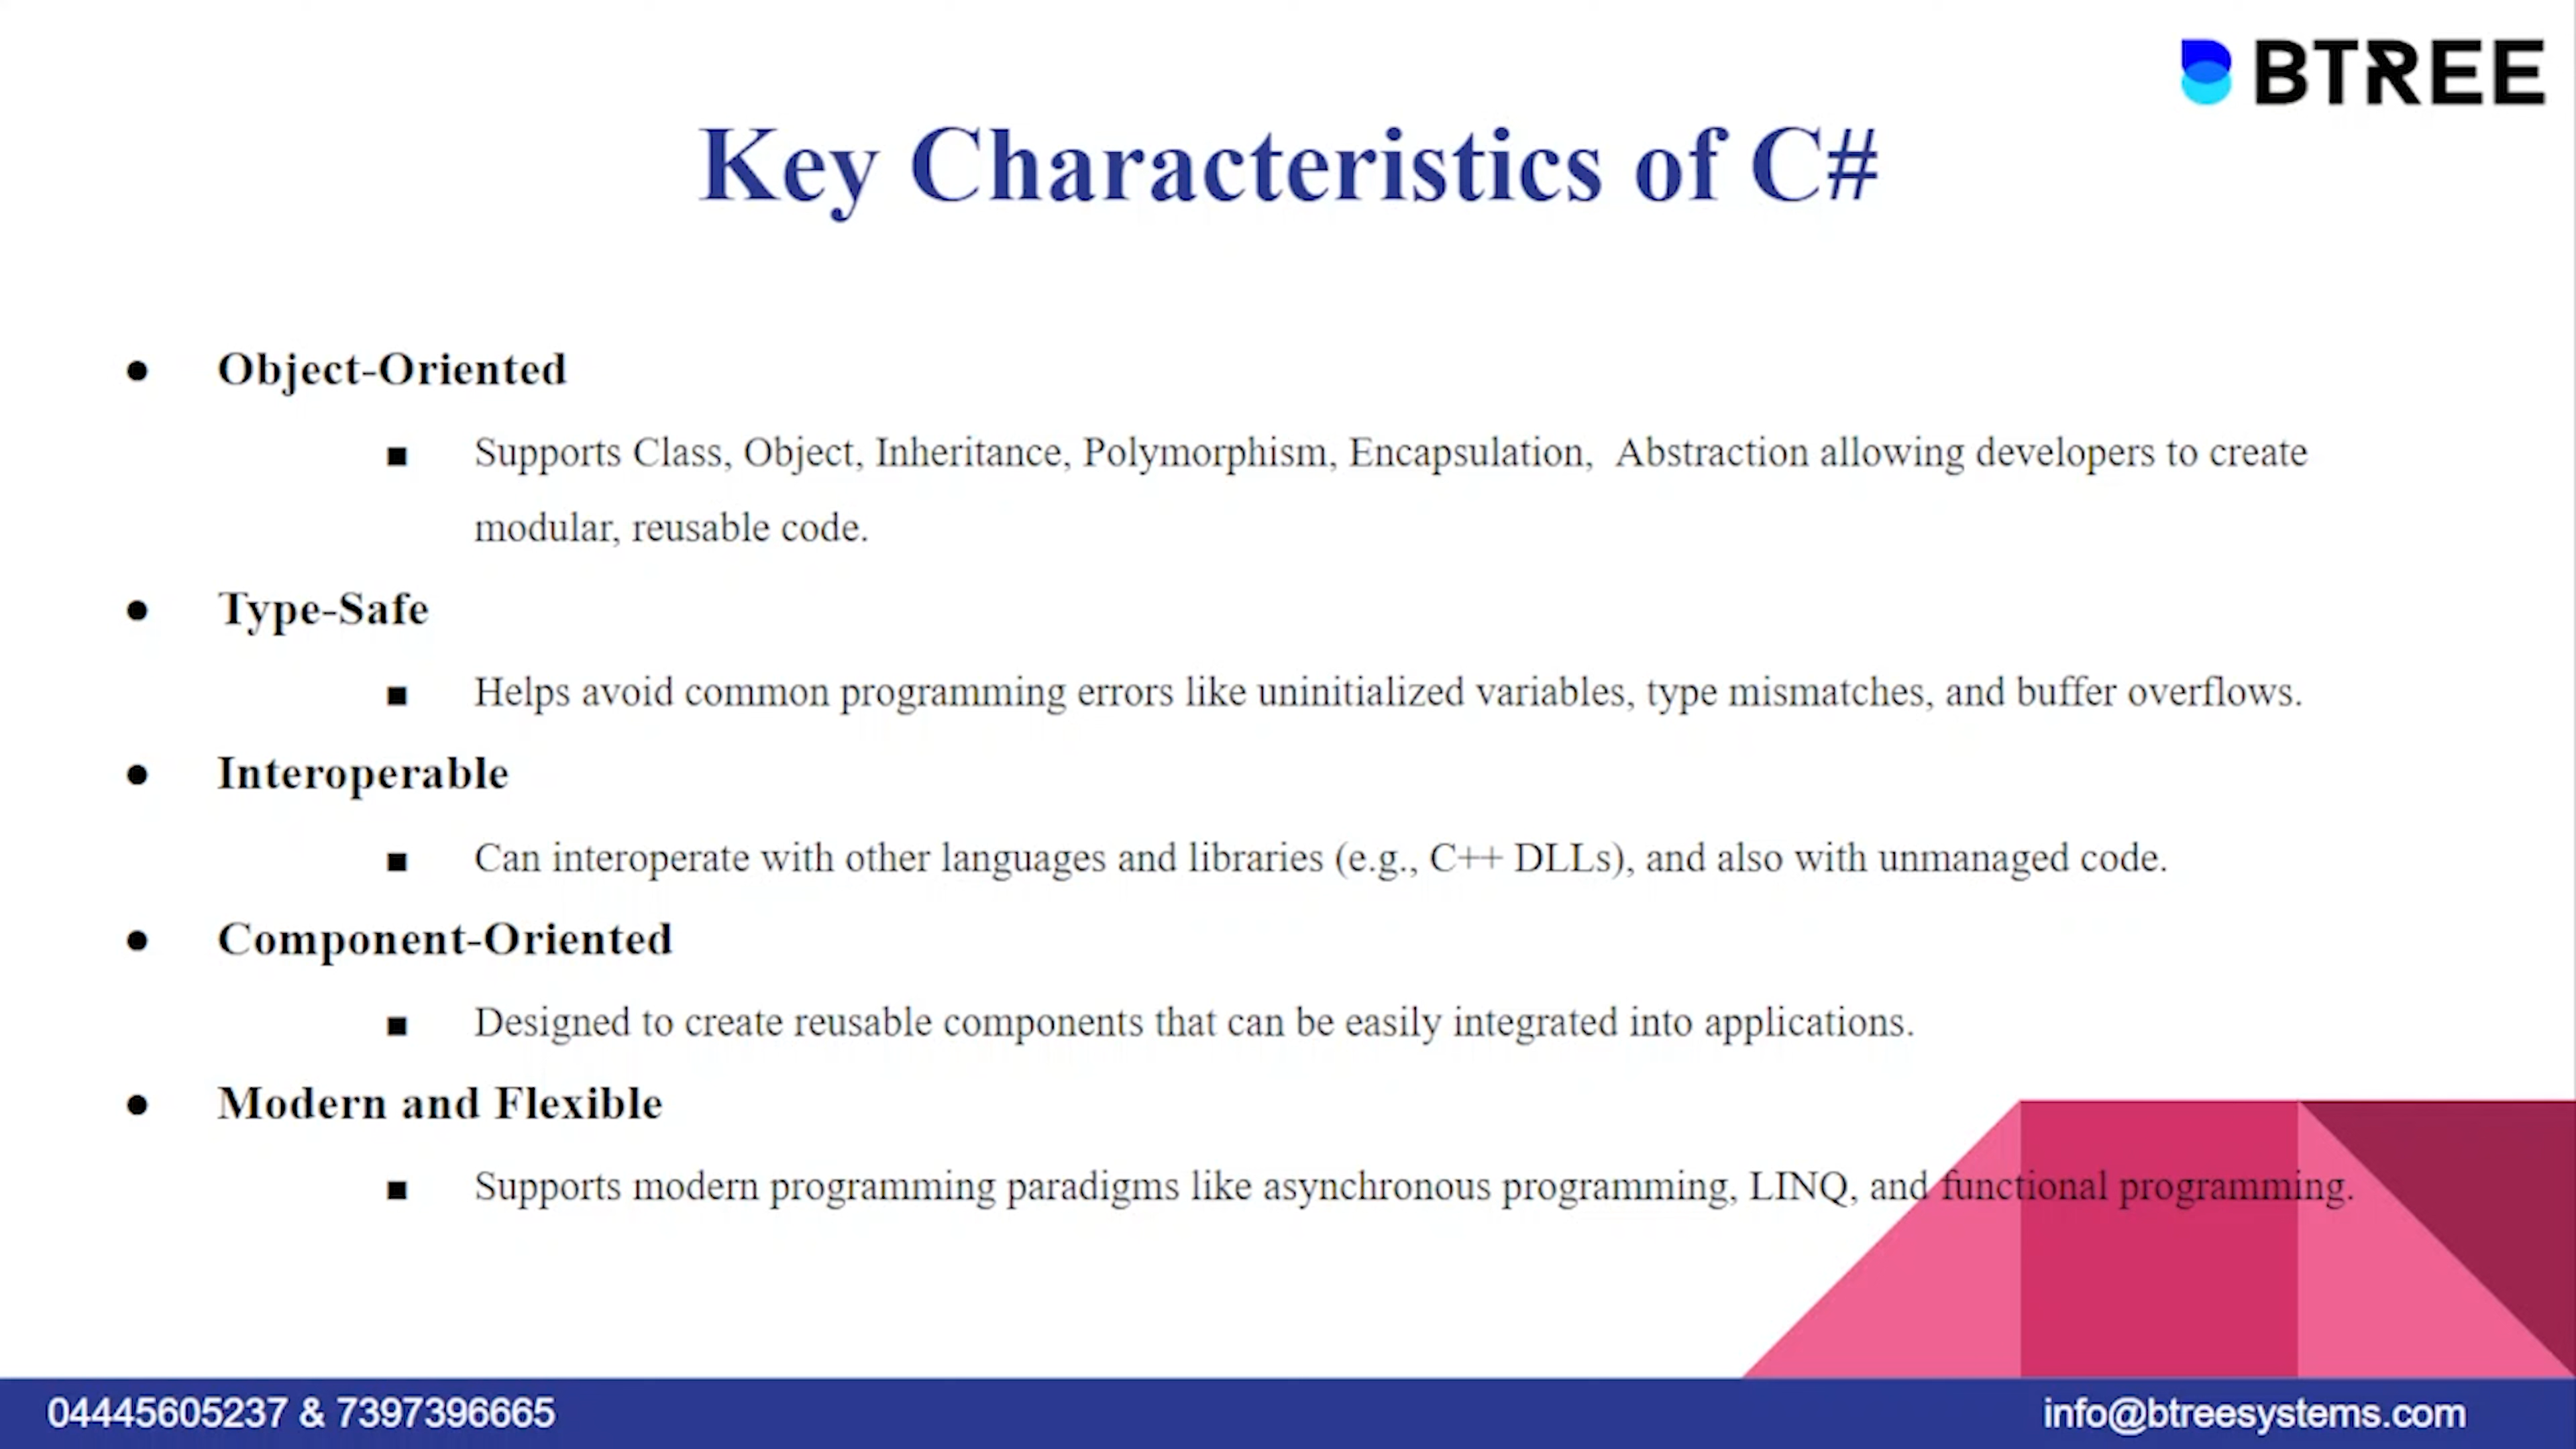 BTREE
Key Characteristics of C#
● Object-Oriented
■ Supports Class, Object, Inheritance, Polymorphism, Encapsulation,  Abstraction allowing developers to create
modular, reusable code.
● Type-Safe
■ Helps avoid common programming errors like uninitialized variables, type mismatches, and buffer overflows.
● Interoperable
■ Can interoperate with other languages and libraries (e.g., C++ DLLs), and also with unmanaged code.
● Component-Oriented
■ Designed to create reusable components that can be easily integrated into applications.
● Modern and Flexible
■ Supports modern programming paradigms like asynchronous programming, LINQ, and functional programming.
04445605237 & 7397396665
info@btreesystems.com